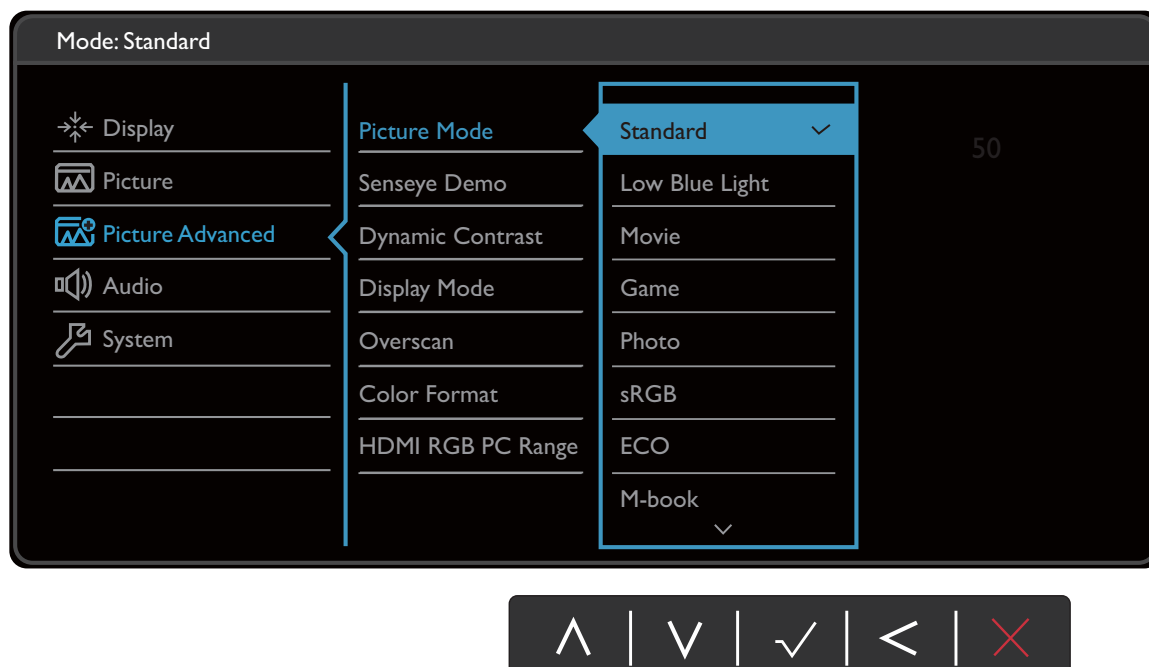 Mode: Standard
Display
Picture
Picture Advanced
Audio
System
Picture Mode
Senseye Demo
Dynamic Contrast
Display Mode
Overscan
Color Format
HDMI RGB PC Range
Standard
Low Blue Light
Movie
Game
Photo
sRGB
ECO
M-book
50